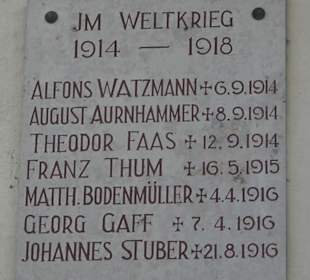 JM WELTKRIEG
1914 — 1918
ALFONS WATZMANN ✝ 6.9.1914
AUGUST AURNHAMMER ✝ 8.9.1914
THEODOR FAAS ✝ 12.9.1914
FRANZ THUM ✝ 16.5.1915
MATTH. BODENMÜLLER ✝ 4.4.1916
GEORG GAFF ✝ 7.4.1916
JOHANNES STUBER ✝ 21.8.1916